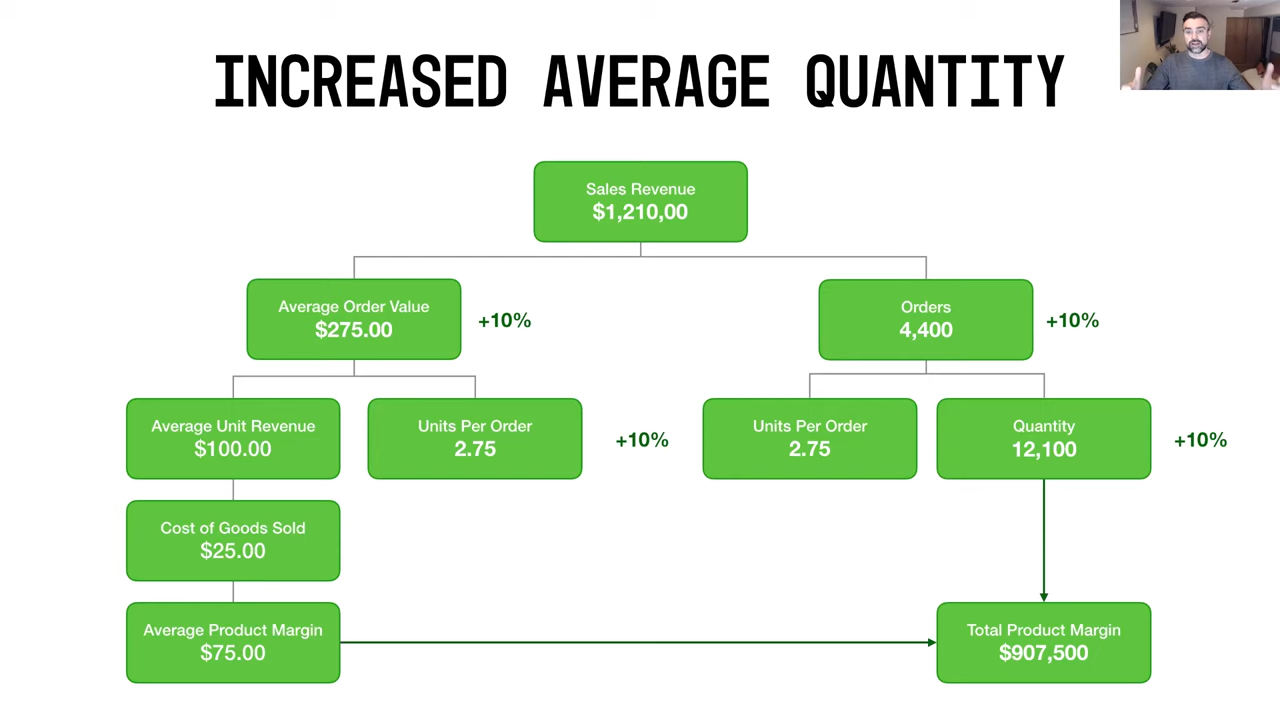 INCREASED AVERAGE QUANTITY
Sales Revenue
$1,210,00
Average Order Value
$275.00
+10%
Orders
4,400
+10%
Average Unit Revenue
$100.00
Units Per Order
2.75
+10%
Units Per Order
2.75
Quantity
12,100
+10%
Cost of Goods Sold
$25.00
Average Product Margin
$75.00
Total Product Margin
$907,500